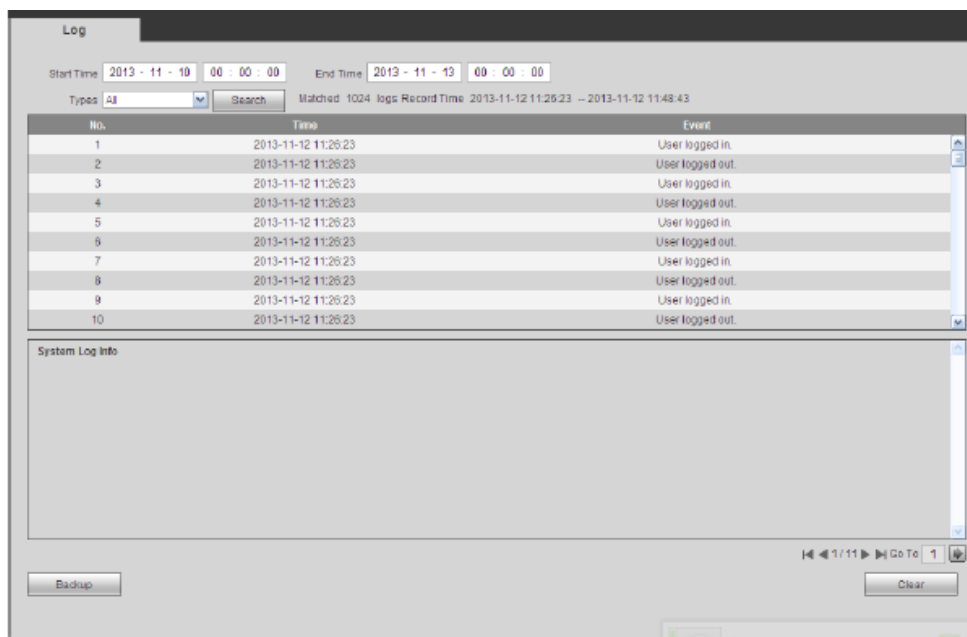 Log
Start Time 2013 - 11 - 10 00 : 00 : 00 End Time 2013 - 11 - 13 00 : 00 : 00
Types All Search Matched 1024 logs Record Time 2013-11-12 11:26:23 -- 2013-11-12 11:48:43
No. Time Event
1 2013-11-12 11:26:23 User logged in.
2 2013-11-12 11:26:23 User logged out.
3 2013-11-12 11:26:23 User logged in.
4 2013-11-12 11:26:23 User logged out.
5 2013-11-12 11:26:23 User logged in.
6 2013-11-12 11:26:23 User logged out.
7 2013-11-12 11:26:23 User logged in.
8 2013-11-12 11:26:23 User logged out.
9 2013-11-12 11:26:23 User logged in.
10 2013-11-12 11:26:23 User logged out.
System Log Info
1 / 11 Go To 1
Backup Clear